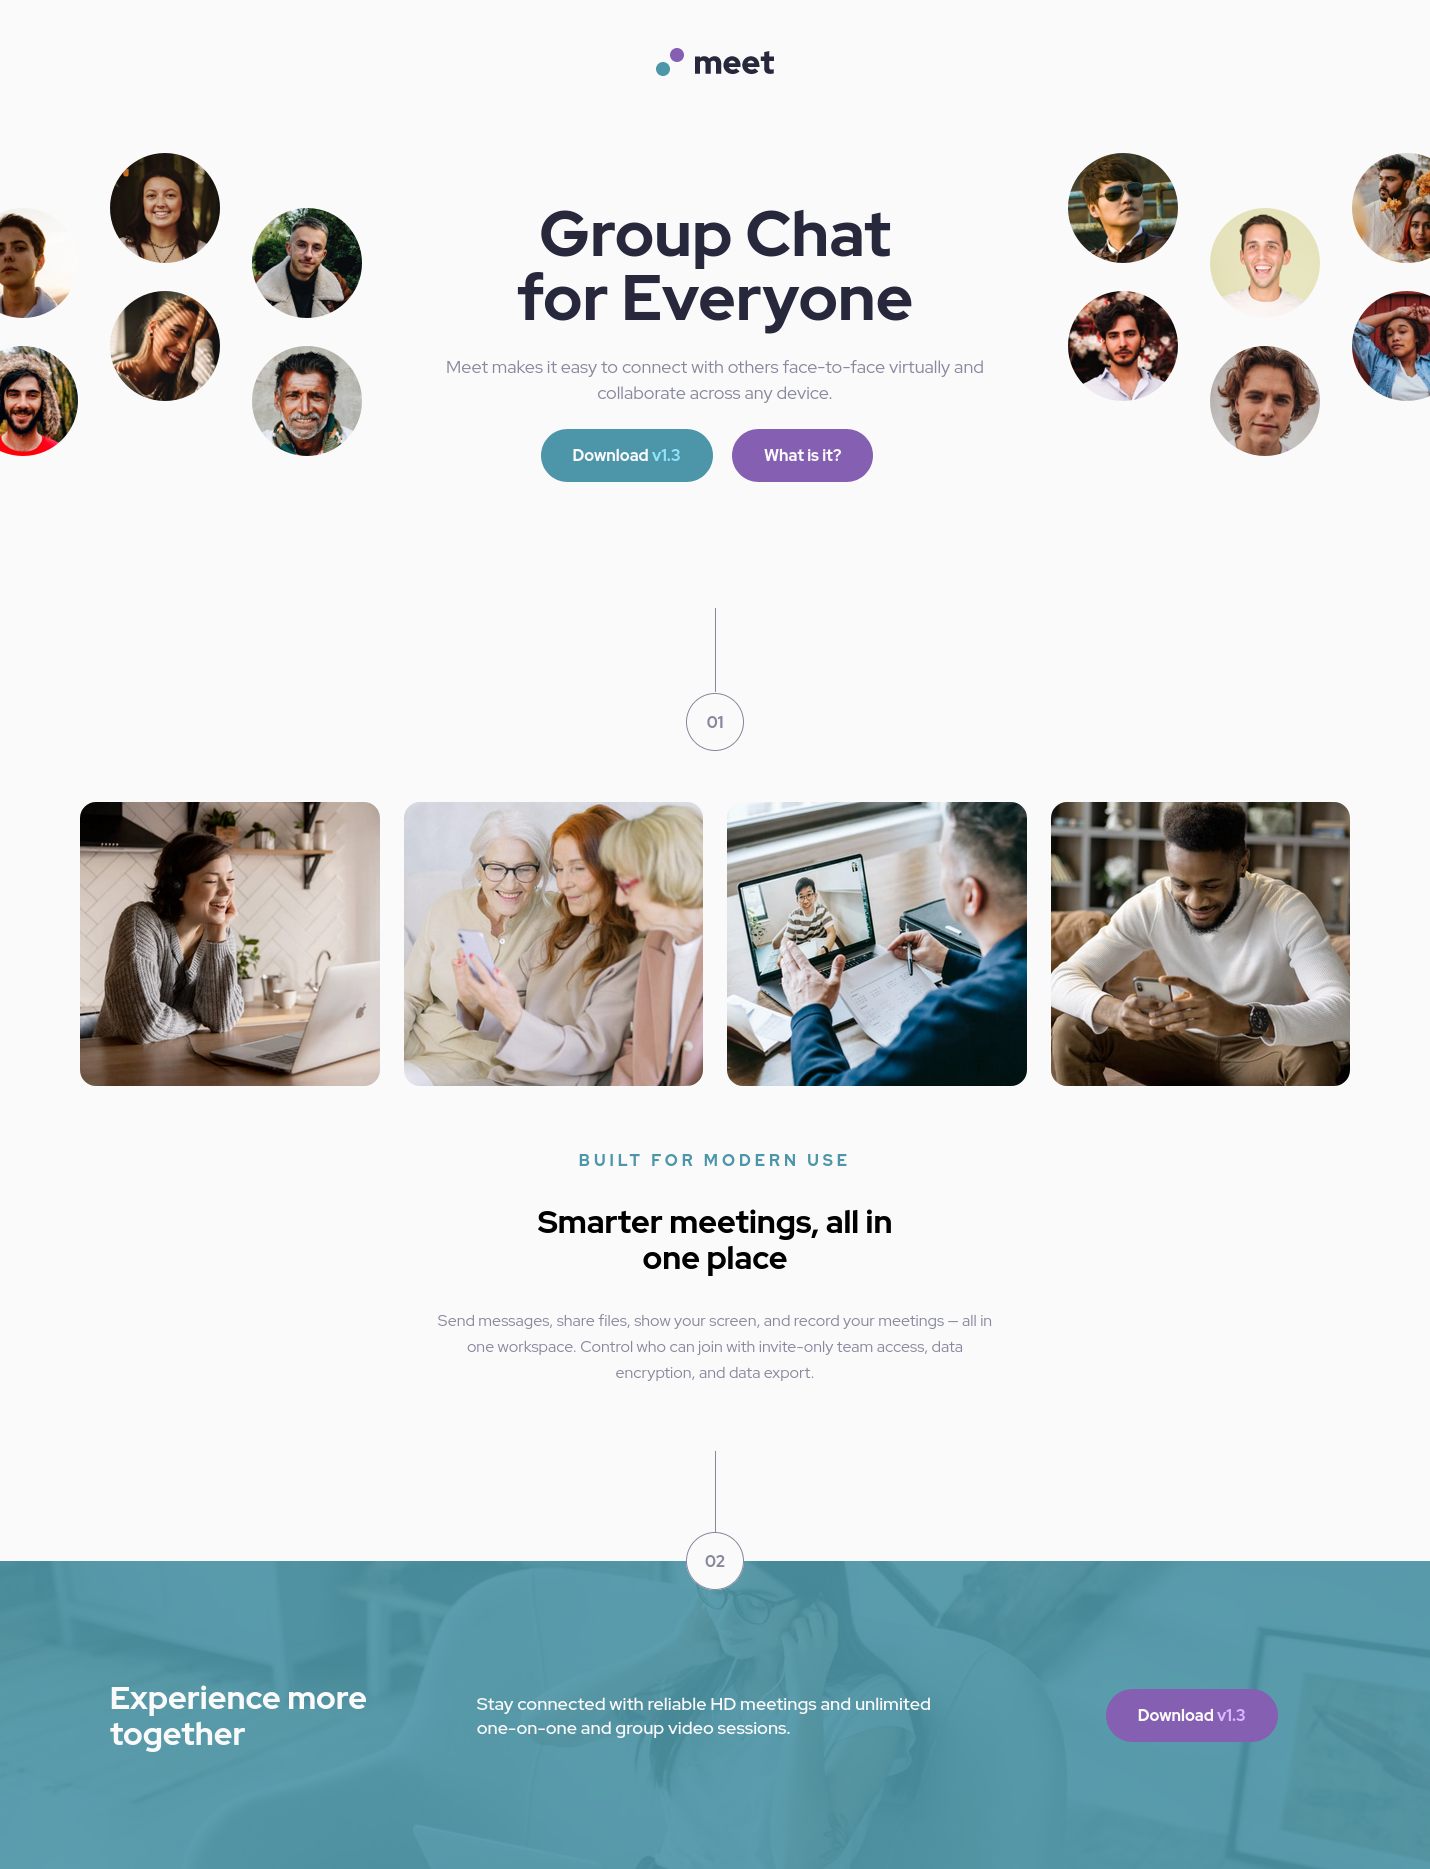 meet
Group Chat
for Everyone
Meet makes it easy to connect with others face-to-face virtually and
collaborate across any device.
Download v1.3
What is it?
01
BUILT FOR MODERN USE
Smarter meetings, all in
one place
Send messages, share files, show your screen, and record your meetings — all in
one workspace. Control who can join with invite-only team access, data
encryption, and data export.
02
Experience more
together
Stay connected with reliable HD meetings and unlimited
one-on-one and group video sessions.
Download v1.3